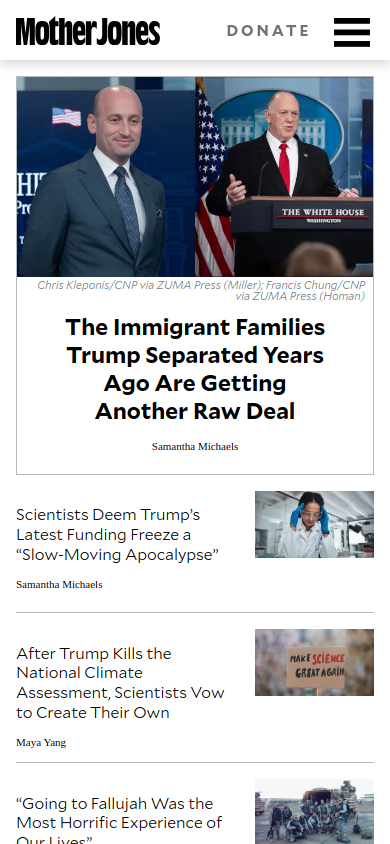 Mother Jones
DONATE
THE WHITE HOUSE
WASHINGTON
Chris Kleponis/CNP via ZUMA Press (Miller); Francis Chung/CNP
via ZUMA Press (Homan)
The Immigrant Families
Trump Separated Years
Ago Are Getting
Another Raw Deal
Samantha Michaels
Scientists Deem Trump’s
Latest Funding Freeze a
“Slow-Moving Apocalypse”
Samantha Michaels
After Trump Kills the
National Climate
Assessment, Scientists Vow
to Create Their Own
Maya Yang
MAKE SCIENCE
GREAT AGAIN
“Going to Fallujah Was the
Most Horrific Experience of
Our Lives”